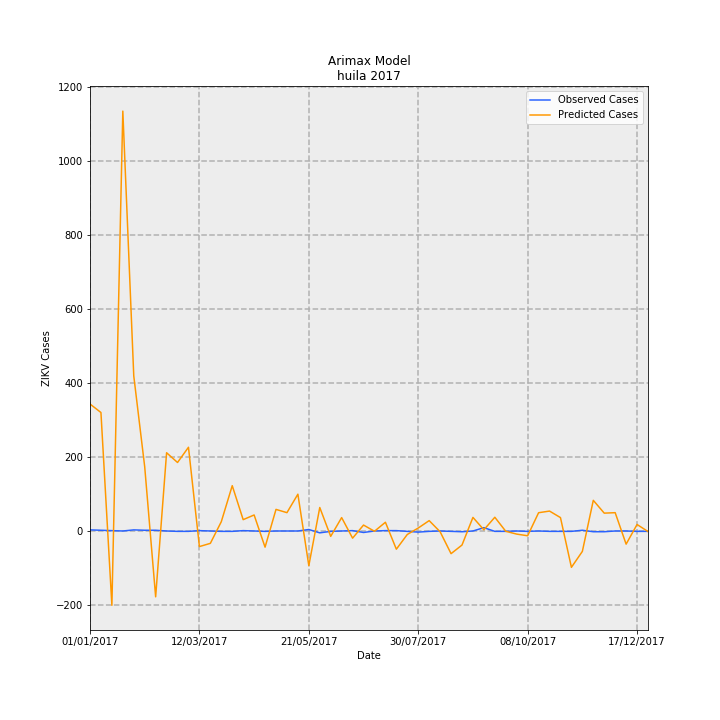 Arimax Model
huila 2017
Observed Cases
Predicted Cases
1200
1000
800
600
400
200
0
−200
ZIKV Cases
01/01/2017
12/03/2017
21/05/2017
30/07/2017
08/10/2017
17/12/2017
Date